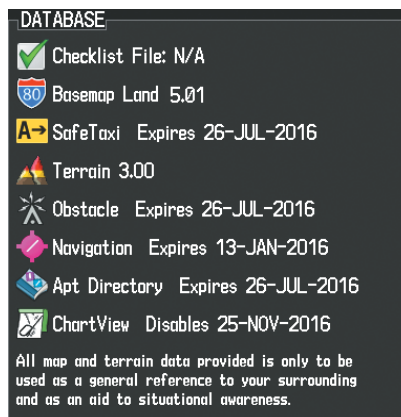 DATABASE
Checklist File: N/A
80 Basemap Land 5.01
A→ SafeTaxi Expires 26-JUL-2016
Terrain 3.00
Obstacle Expires 26-JUL-2016
Navigation Expires 13-JAN-2016
Apt Directory Expires 26-JUL-2016
ChartView Disables 25-NOV-2016
All map and terrain data provided is only to be
used as a general reference to your surrounding
and as an aid to situational awareness.